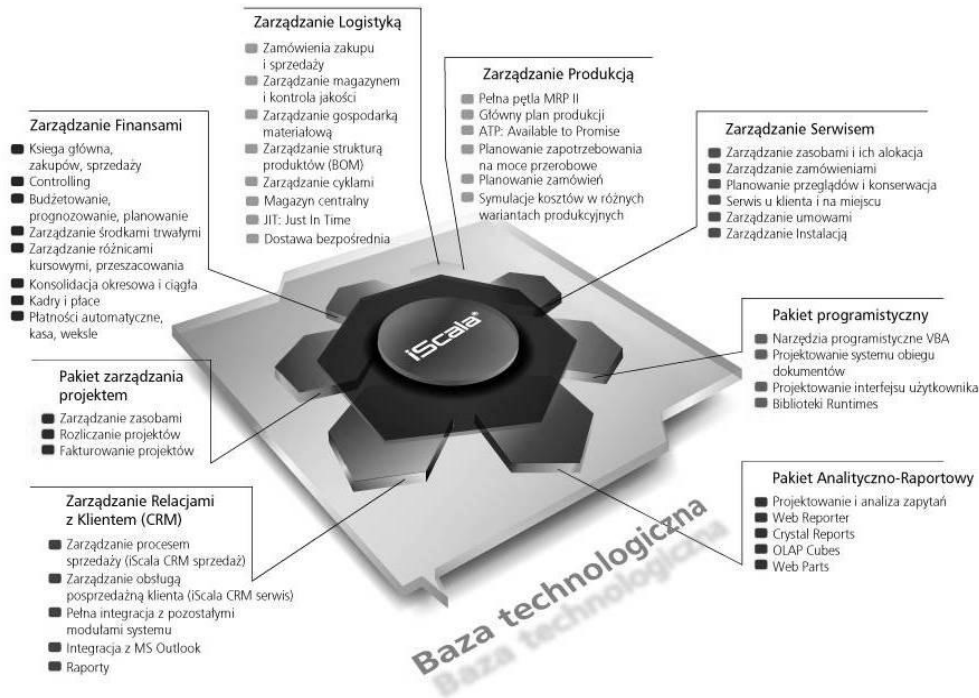 Zarządzanie Logistyką
Zamówienia zakupu
i sprzedaży
Zarządzanie magazynem
i kontrola jakości
Zarządzanie gospodarką
materiałową
Zarządzanie strukturą
produktów (BOM)
Zarządzanie cyklami
Magazyn centralny
JIT: Just In Time
Dostawa bezpośrednia
Zarządzanie Produkcją
Pełna pętla MRP II
Główny plan produkcji
ATP: Available to Promise
Planowanie zapotrzebowania
na moce przerobowe
Planowanie zamówień
Symulacje kosztów w różnych
wariantach produkcyjnych
Zarządzanie Finansami
Księga główna,
zakupów, sprzedaży
Controlling
Budżetowanie,
prognozowanie, planowanie
Zarządzanie środkami trwałymi
Zarządzanie różnicami
kursowymi, przeszacowania
Konsolidacja okresowa i ciągła
Kadry i płace
Płatności automatyczne,
kasa, weksle
Zarządzanie Serwisem
Zarządzanie zasobami i ich alokacja
Zarządzanie zamówieniami
Planowanie przeglądów i konserwacja
Serwis u klienta i na miejscu
Zarządzanie umowami
Zarządzanie Instalacją
iScala®
Pakiet programistyczny
Narzędzia programistyczne VBA
Projektowanie systemu obiegu
dokumentów
Projektowanie interfejsu użytkownika
Biblioteki Runtimes
Pakiet zarządzania
projektem
Zarządzanie zasobami
Rozliczanie projektów
Fakturowanie projektów
Zarządzanie Relacjami
z Klientem (CRM)
Zarządzanie procesem
sprzedaży (iScala CRM sprzedaż)
Zarządzanie obsługą
posprzedażną klienta (iScala CRM serwis)
Pełna integracja z pozostałymi
modułami systemu
Integracja z MS Outlook
Raporty
Pakiet Analityczno-Raportowy
Projektowanie i analiza zapytań
Web Reporter
Crystal Reports
OLAP Cubes
Web Parts
Baza technologiczna
Baza technologiczna